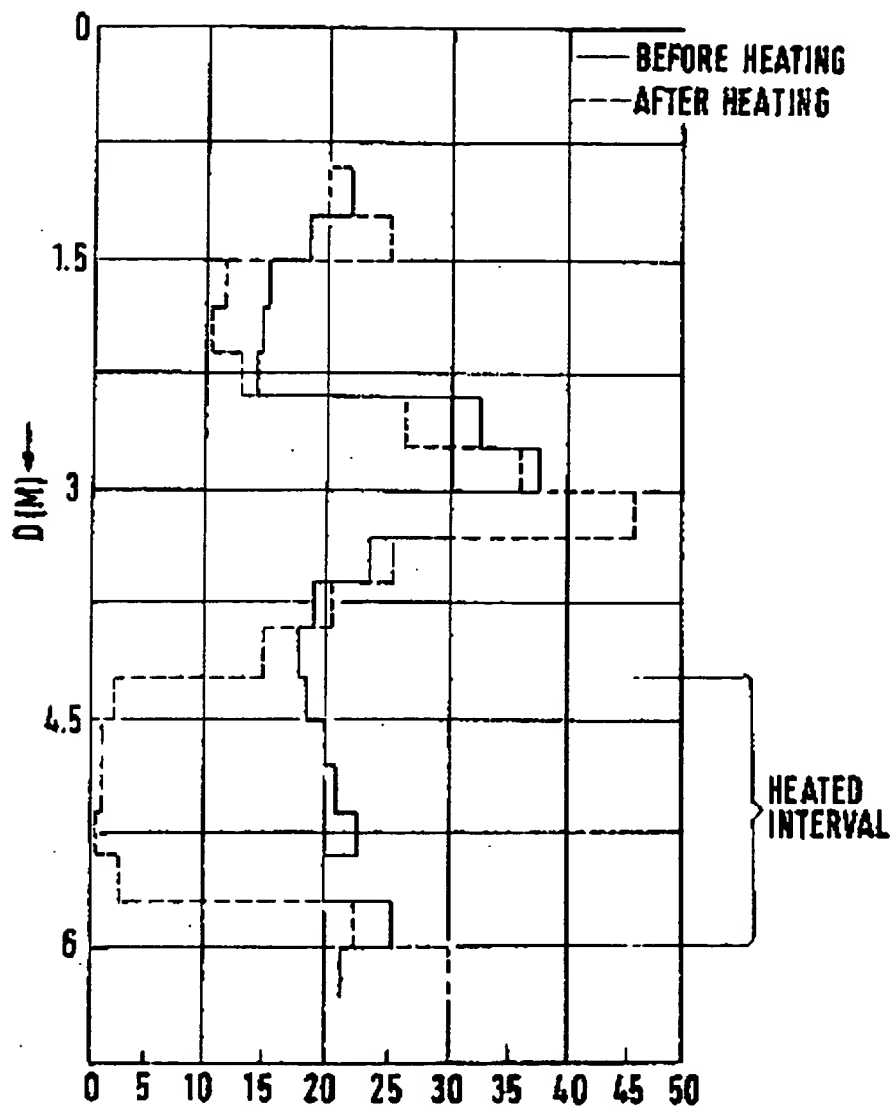 0
BEFORE HEATING
AFTER HEATING
1.5
D(M)
3
4.5
HEATED
INTERVAL
6
0 5 10 15 20 25 30 35 40 45 50